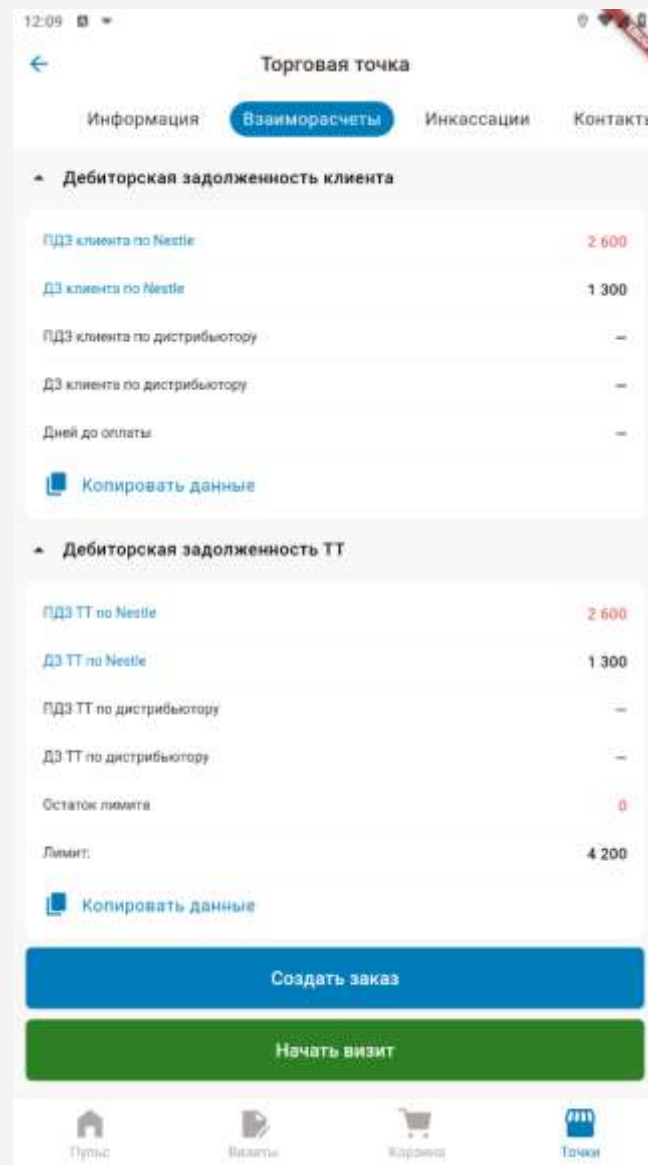 12:09
Торговая точка
Информация Взаиморасчеты Инкассации Контакты
Дебиторская задолженность клиента
ПДЗ клиента по Nestle 2 600
ДЗ клиента по Nestle 1 300
ПДЗ клиента по дистрибьютору –
ДЗ клиента по дистрибьютору –
Дней до оплаты –
Копировать данные
Дебиторская задолженность ТТ
ПДЗ ТТ по Nestle 2 600
ДЗ ТТ по Nestle 1 300
ПДЗ ТТ по дистрибьютору –
ДЗ ТТ по дистрибьютору –
Остаток лимита 0
Лимит: 4 200
Копировать данные
Создать заказ
Начать визит
Пульс Визиты Корзина Точки